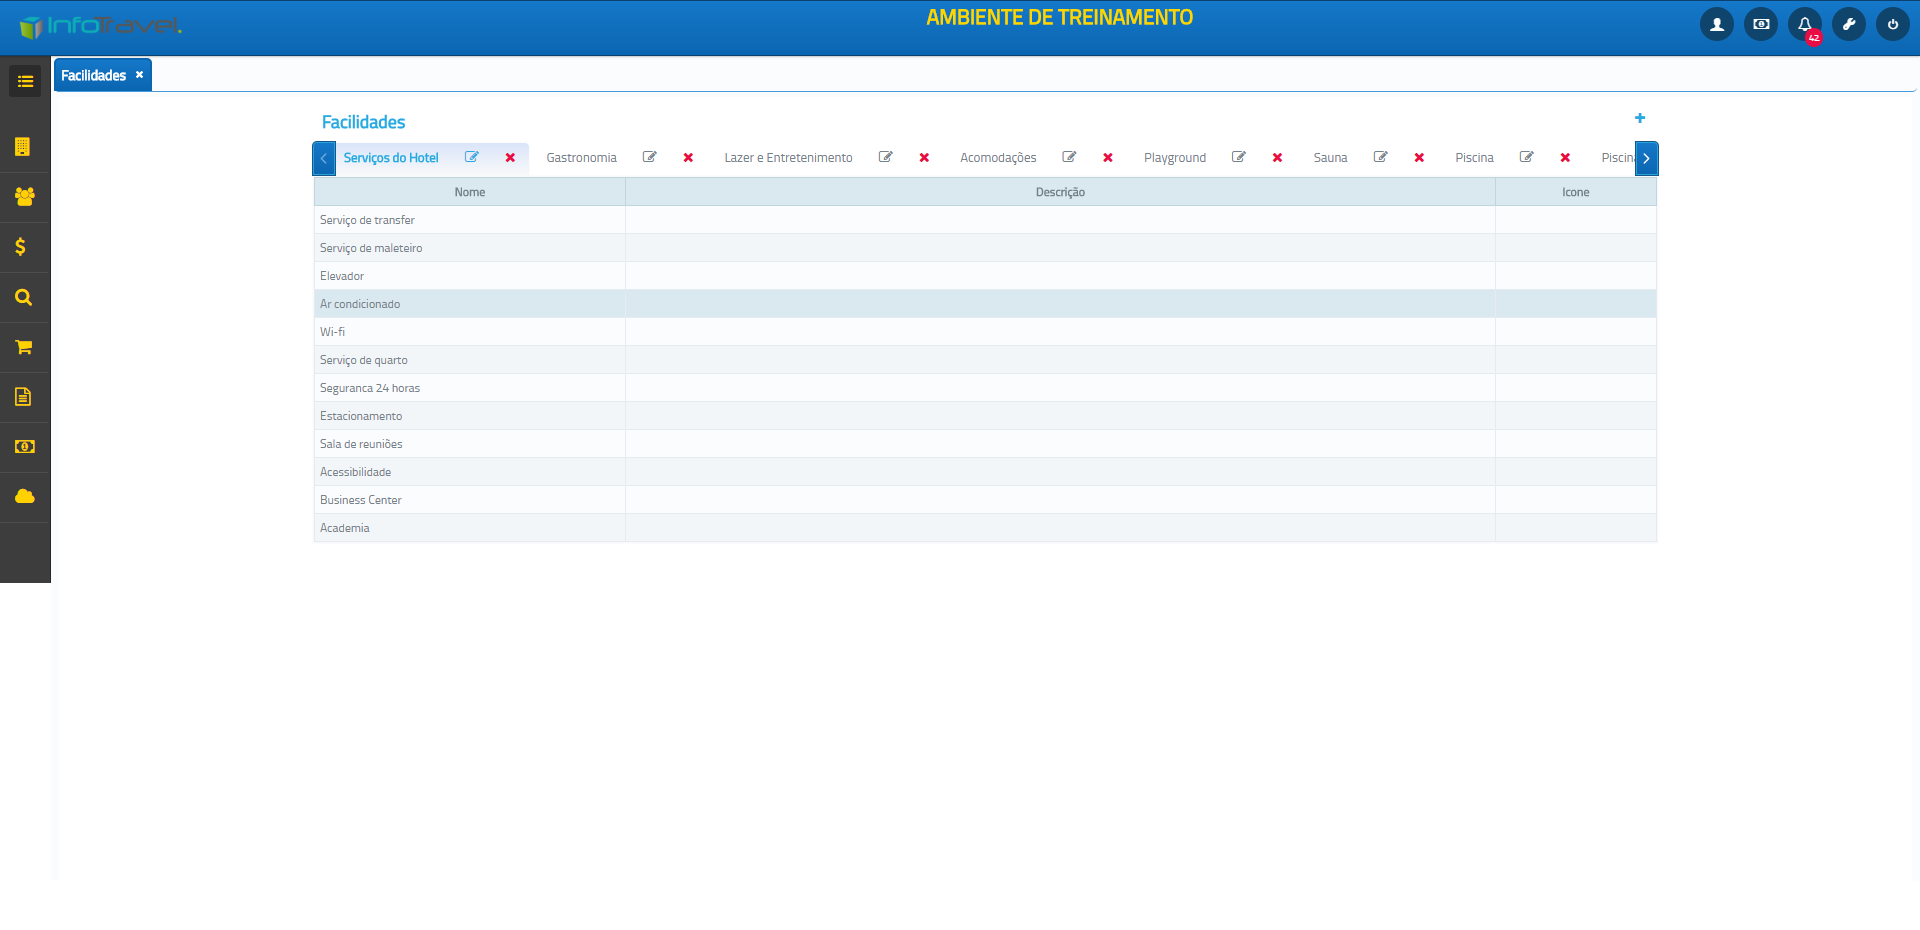 InfoTravel.
AMBIENTE DE TREINAMENTO
42
Facilidades
Facilidades
Serviços do Hotel Gastronomia Lazer e Entretenimento Acomodações Playground Sauna Piscina Piscin
Nome Descrição Icone
Serviço de transfer
Serviço de maleteiro
Elevador
Ar condicionado
Wi-fi
Serviço de quarto
Seguranca 24 horas
Estacionamento
Sala de reuniões
Acessibilidade
Business Center
Academia